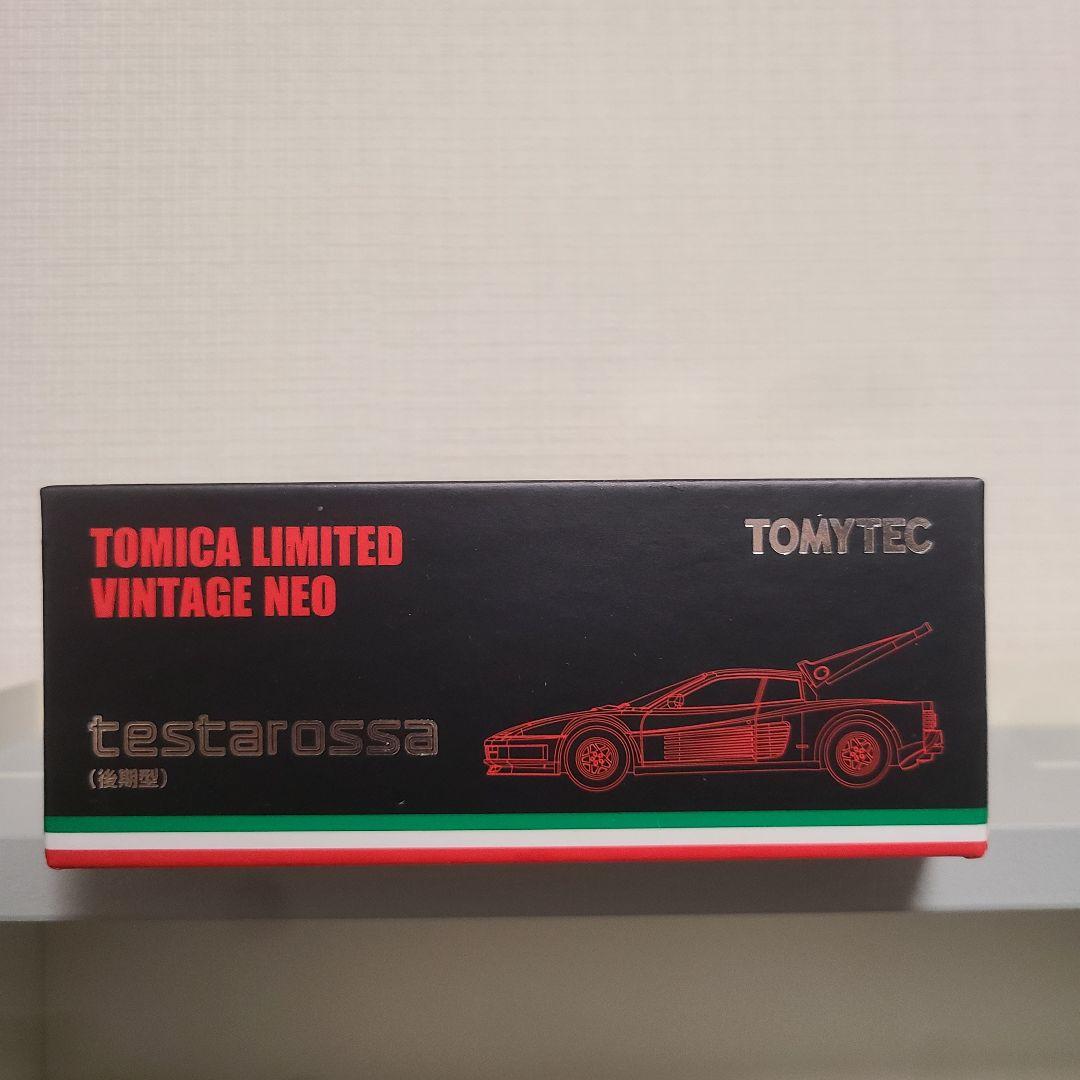 TOMICA LIMITED
VINTAGE NEO
TOMYTEC
testarossa
(後期型)